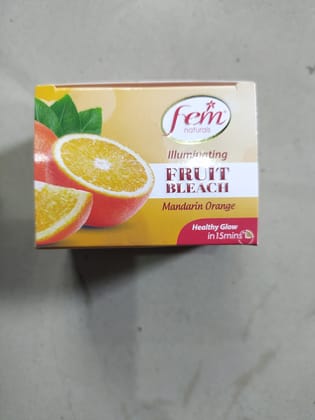 fem
naturals
Illuminating
FRUIT
BLEACH
Mandarin Orange
Healthy Glow
in 15mins